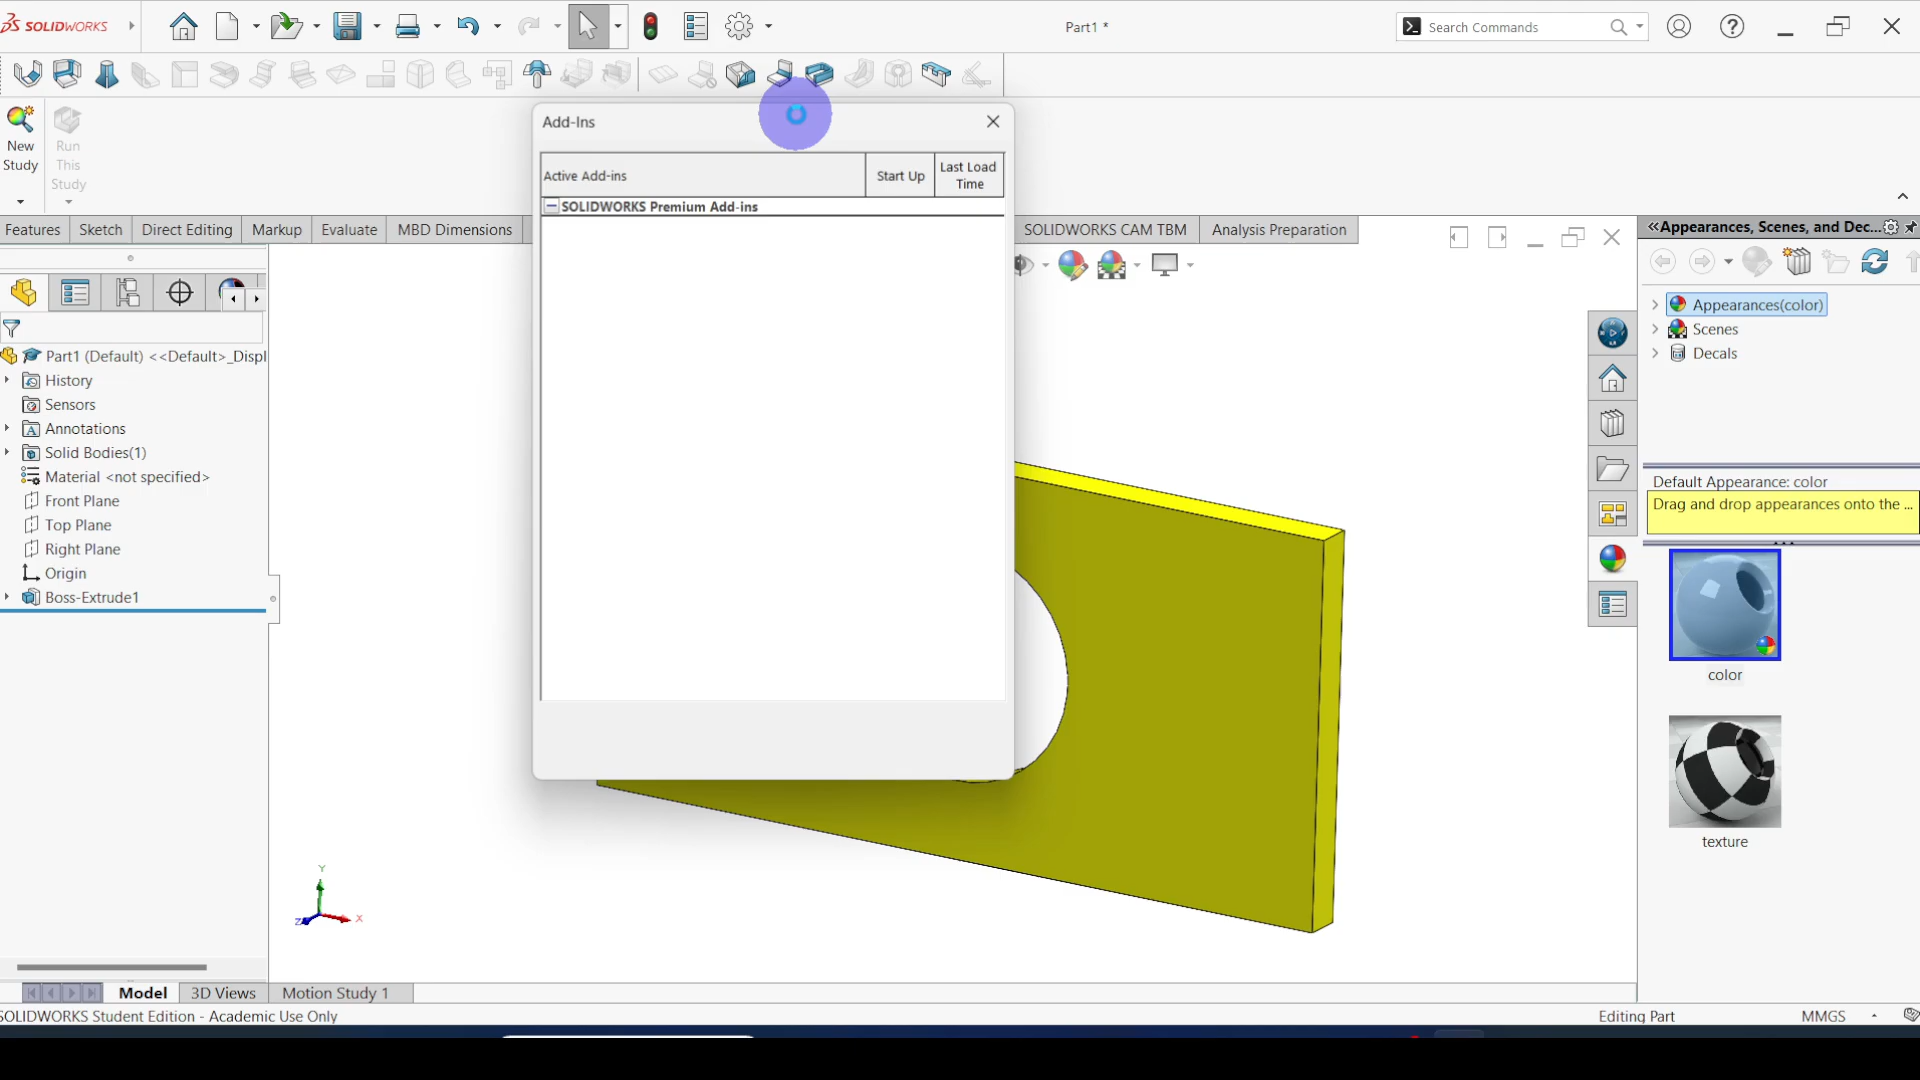 SOLIDWORKS
Part1 *
Search Commands
New
Study
Run
This
Study
Add-Ins
Active Add-ins
Start Up
Last Load
Time
SOLIDWORKS Premium Add-ins
Features
Sketch
Direct Editing
Markup
Evaluate
MBD Dimensions
SOLIDWORKS CAM TBM
Analysis Preparation
Part1 (Default) <<Default>_Displ
History
Sensors
Annotations
Solid Bodies(1)
Material <not specified>
Front Plane
Top Plane
Right Plane
Origin
Boss-Extrude1
Y
X
Z
«Appearances, Scenes, and Dec...
Appearances(color)
Scenes
Decals
Default Appearance: color
Drag and drop appearances onto the ...
color
texture
Model
3D Views
Motion Study 1
SOLIDWORKS Student Edition - Academic Use Only
Editing Part
MMGS